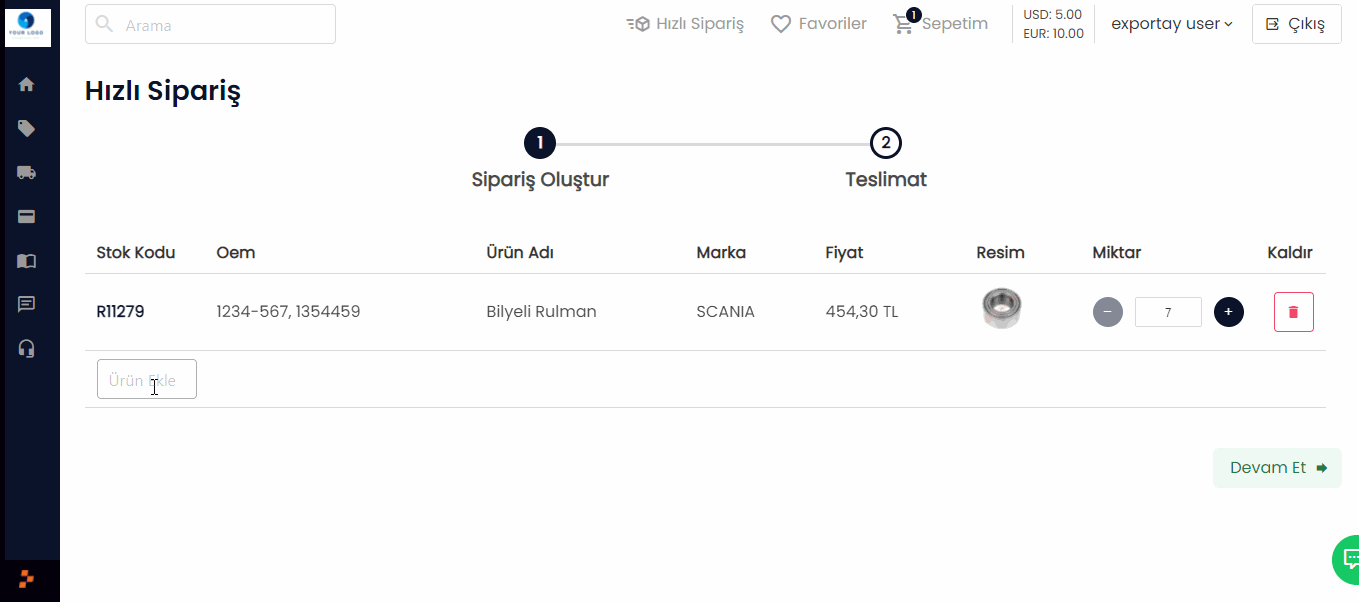 YOUR LOGO
Arama
Hızlı Sipariş
Favoriler
1
Sepetim
USD: 5.00
EUR: 10.00
exportay user
Çıkış
Hızlı Sipariş
1
2
Sipariş Oluştur
Teslimat
Stok Kodu Oem Ürün Adı Marka Fiyat Resim Miktar Kaldır
R11279 1234-567, 1354459 Bilyeli Rulman SCANIA 454,30 TL − 7 +
Ürün Ekle
Devam Et